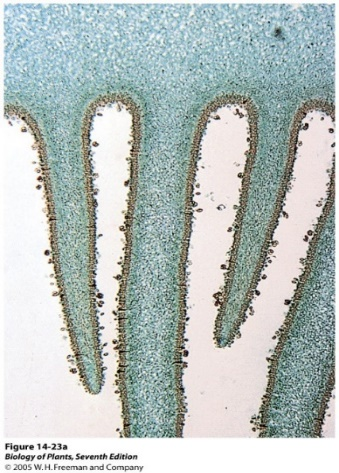 Figure 14-23a
Biology of Plants, Seventh Edition
© 2005 W.H.Freeman and Company